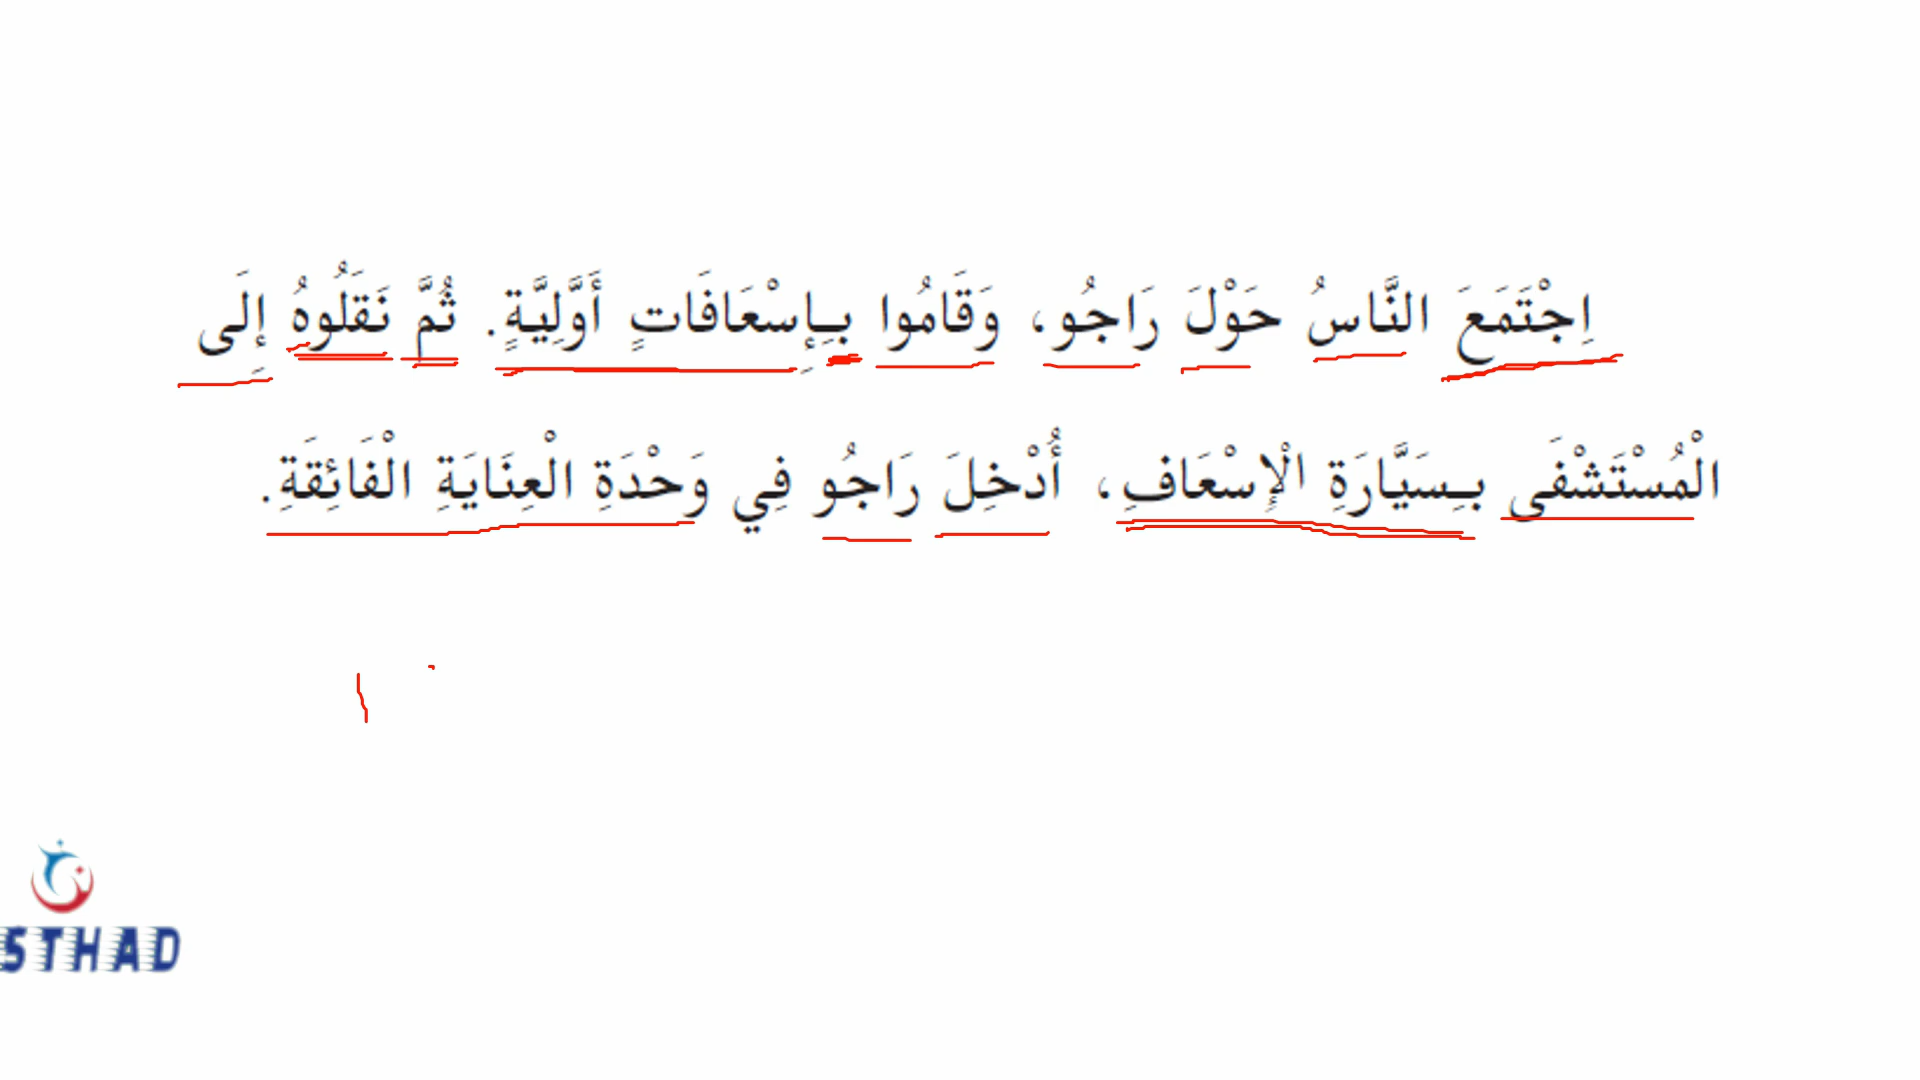 اِجْتَمَعَ النَّاسُ حَوْلَ رَاجُو، وَقَامُوا بِإِسْعَافَاتٍ أَوَّلِيَّةٍ. ثُمَّ نَقَلُوهُ إِلَى
الْمُسْتَشْفَى بِسَيَّارَةِ الْإِسْعَافِ، أُدْخِلَ رَاجُو فِي وَحْدَةِ الْعِنَايَةِ الْفَائِقَةِ.
STHAD